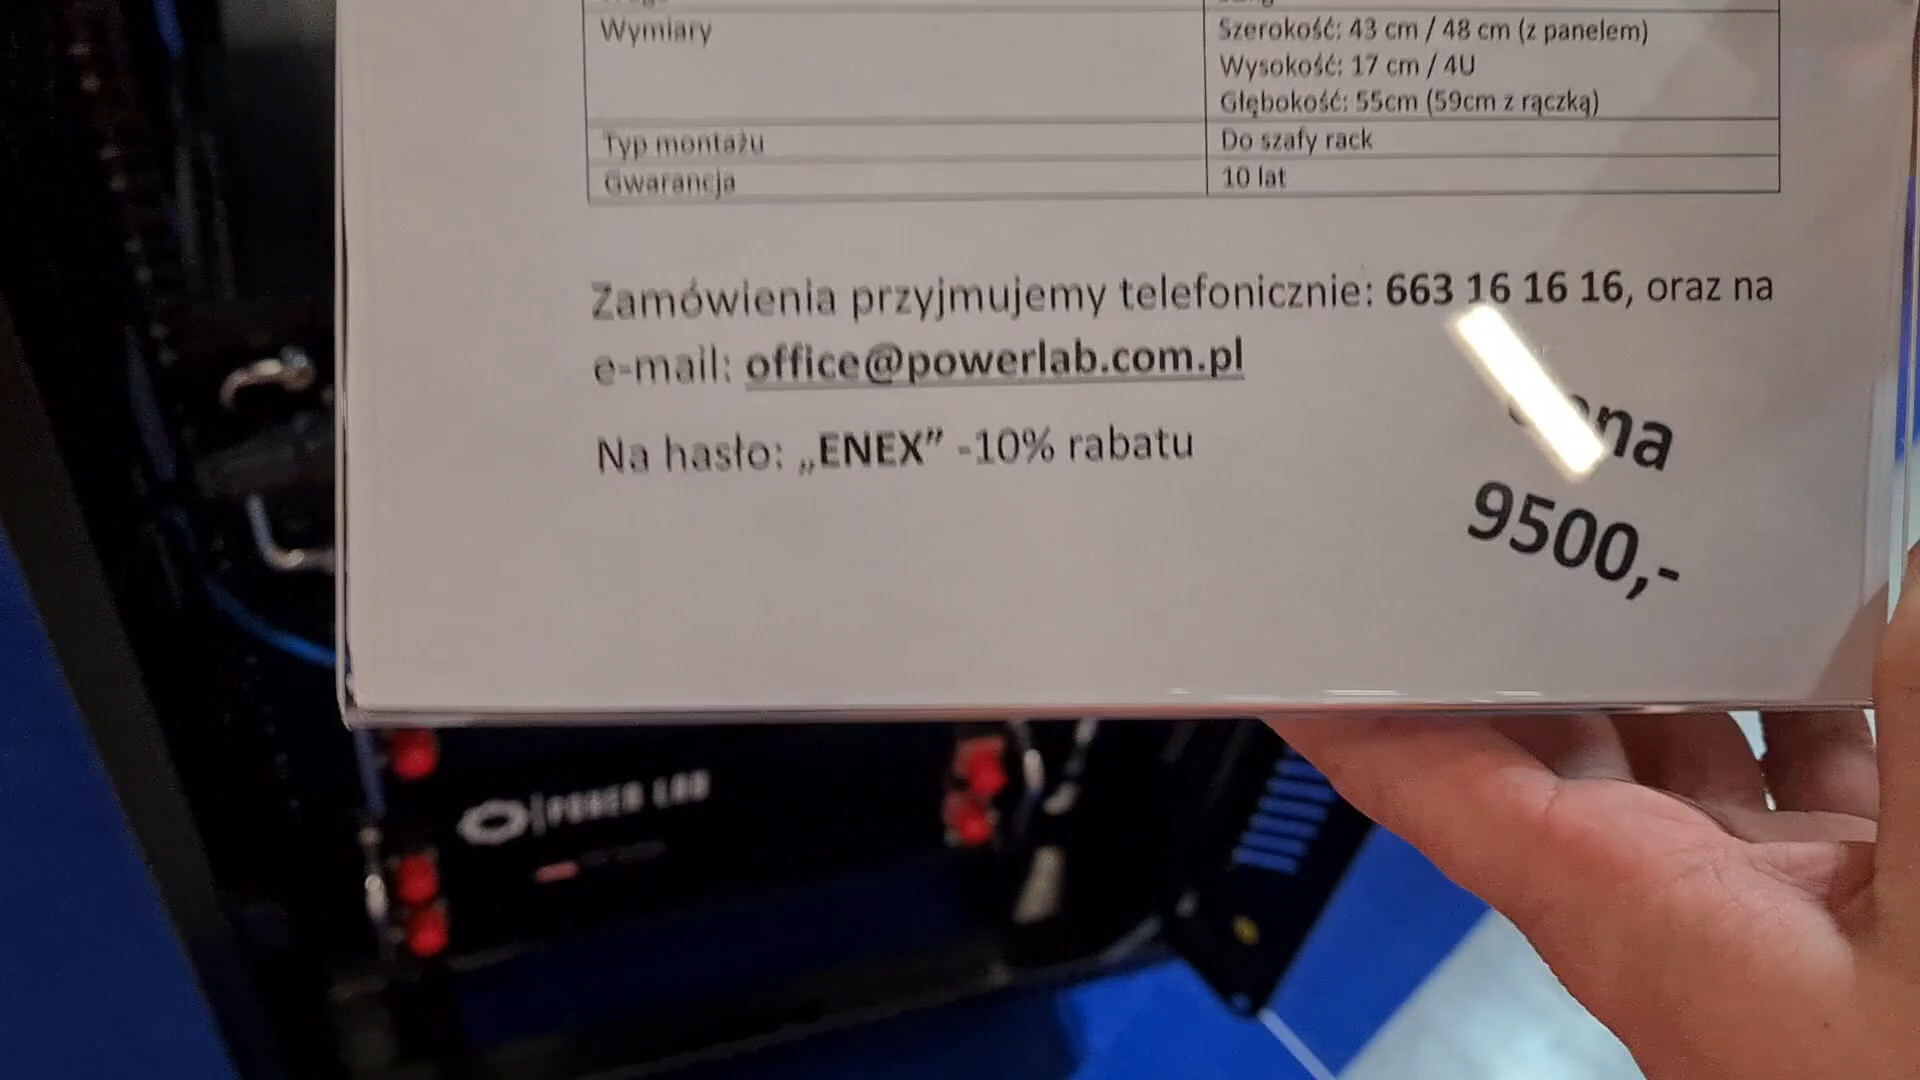 Wymiary
Szerokość: 43 cm / 48 cm (z panelem)
Wysokość: 17 cm / 4U
Głębokość: 55cm (59cm z rączką)
Typ montażu
Do szafy rack
Gwarancja
10 lat
Zamówienia przyjmujemy telefonicznie: 663 16 16 16, oraz na
e-mail: office@powerlab.com.pl
Na hasło: „ENEX” -10% rabatu
9500,-
POWER LAB